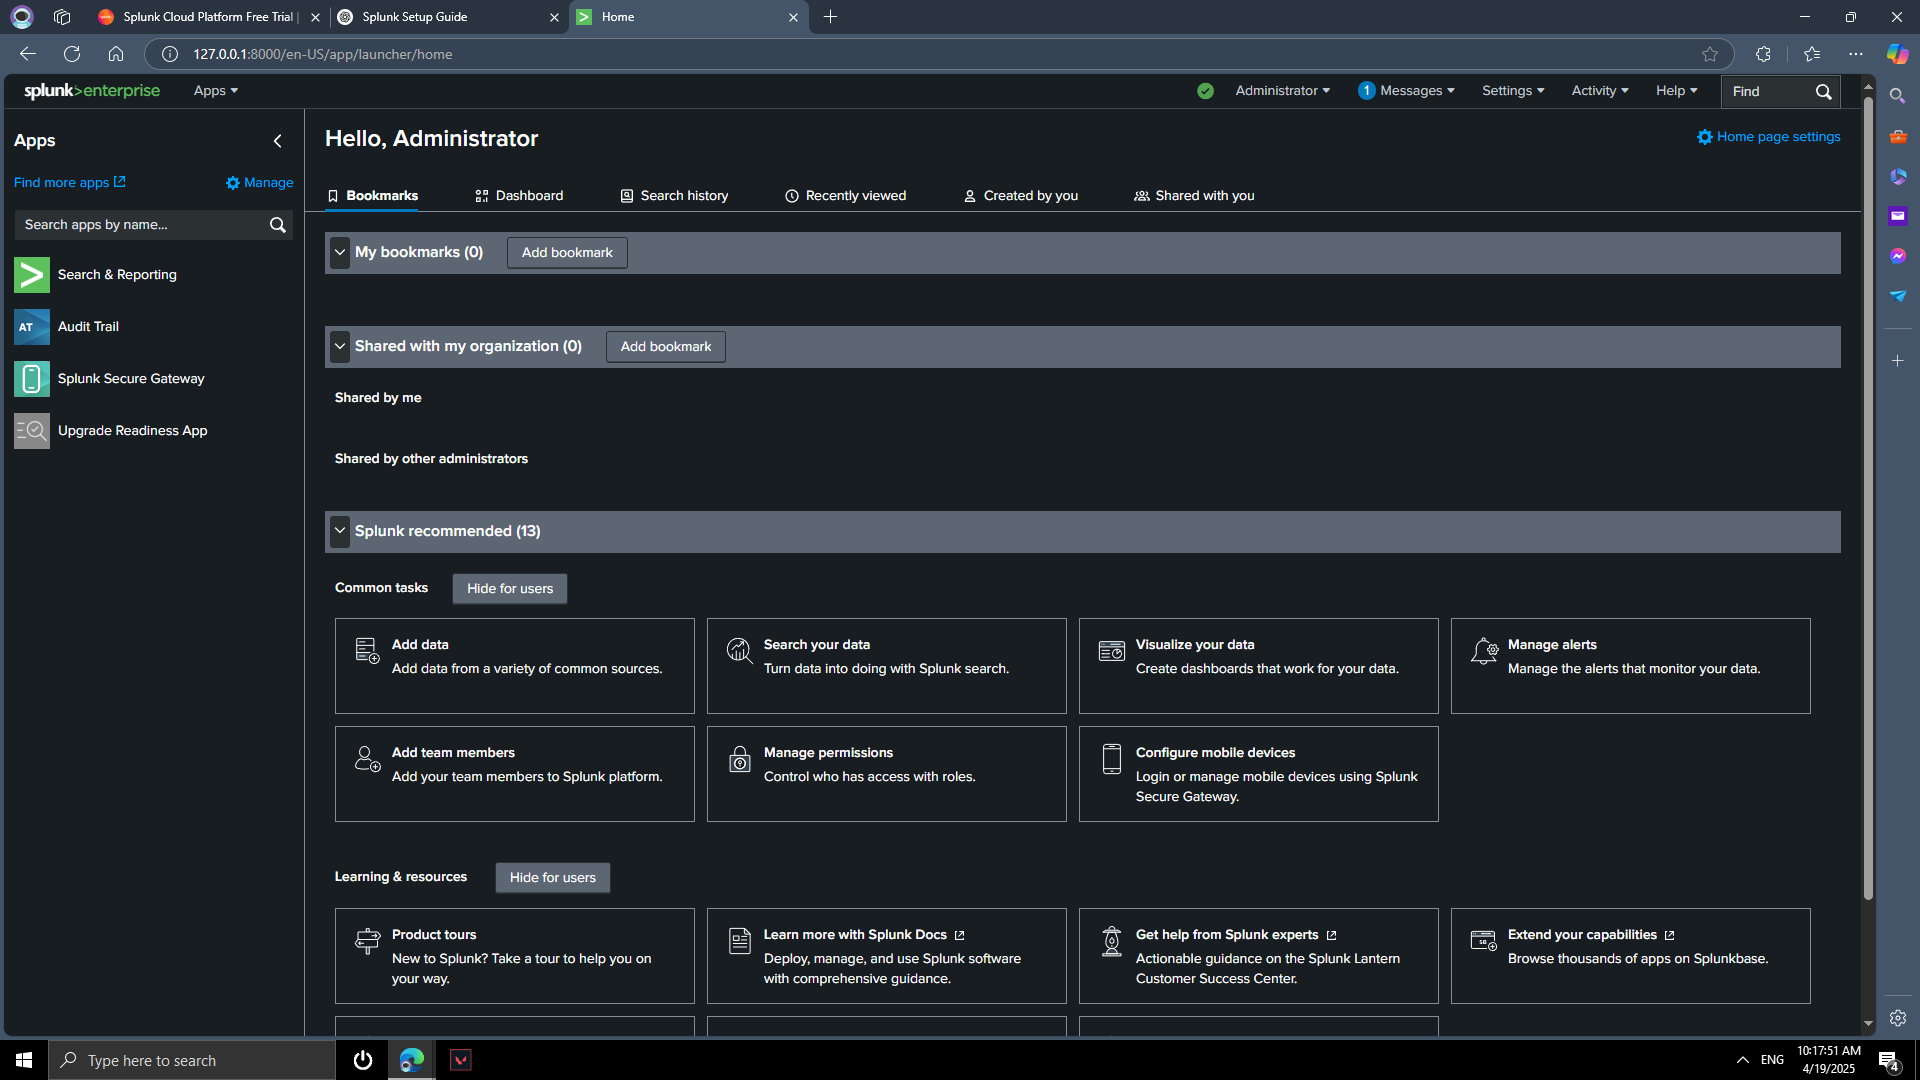 Splunk Cloud Platform Free Trial |
Splunk Setup Guide
Home
127.0.0.1:8000/en-US/app/launcher/home
splunk>enterprise
Apps
Administrator
1 Messages
Settings
Activity
Help
Find
Apps
Find more apps
Manage
Search apps by name...
Search & Reporting
AT Audit Trail
Splunk Secure Gateway
Upgrade Readiness App
Hello, Administrator
Home page settings
Bookmarks
Dashboard
Search history
Recently viewed
Created by you
Shared with you
My bookmarks (0)
Add bookmark
Shared with my organization (0)
Add bookmark
Shared by me
Shared by other administrators
Splunk recommended (13)
Common tasks
Hide for users
Add data
Add data from a variety of common sources.
Search your data
Turn data into doing with Splunk search.
Visualize your data
Create dashboards that work for your data.
Manage alerts
Manage the alerts that monitor your data.
Add team members
Add your team members to Splunk platform.
Manage permissions
Control who has access with roles.
Configure mobile devices
Login or manage mobile devices using Splunk
Secure Gateway.
Learning & resources
Hide for users
Product tours
New to Splunk? Take a tour to help you on
your way.
Learn more with Splunk Docs
Deploy, manage, and use Splunk software
with comprehensive guidance.
Get help from Splunk experts
Actionable guidance on the Splunk Lantern
Customer Success Center.
Extend your capabilities
Browse thousands of apps on Splunkbase.
Type here to search
ENG
10:17:51 AM
4/19/2025
4